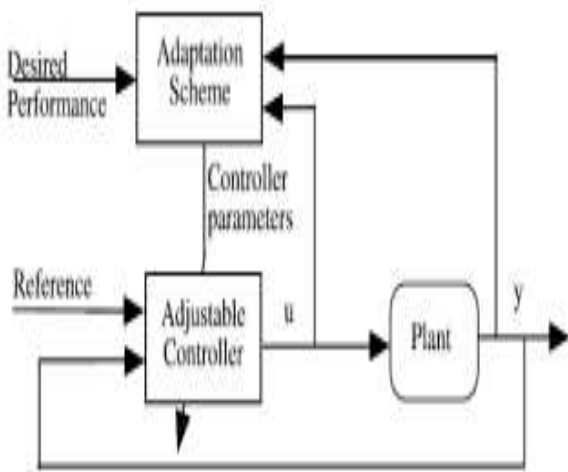 Adaptation
Scheme
Desired
Performance
Controller
parameters
Reference
Adjustable
Controller
u
Plant
y